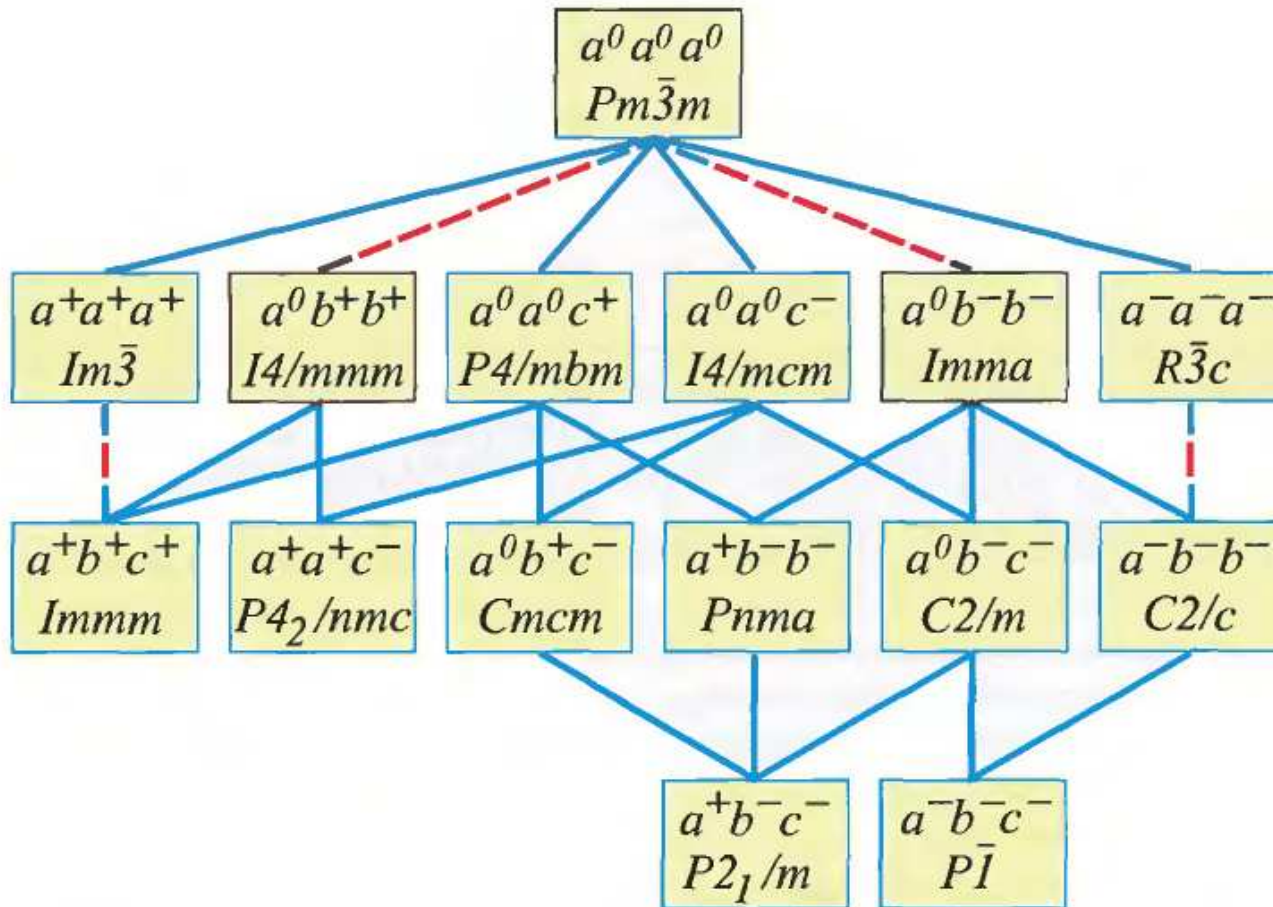 a⁰a⁰a⁰
Pm3̄m
a⁺a⁺a⁺
Im3̄
a⁰b⁺b⁺
I4/mmm
a⁰a⁰c⁺
P4/mbm
a⁰a⁰c⁻
I4/mcm
a⁰b⁻b⁻
Imma
a⁻a⁻a⁻
R3̄c
a⁺b⁺c⁺
Immm
a⁺a⁺c⁻
P4₂/nmc
a⁰b⁺c⁻
Cmcm
a⁺b⁻b⁻
Pnma
a⁰b⁻c⁻
C2/m
a⁻b⁻b⁻
C2/c
a⁺b⁻c⁻
P2₁/m
a⁻b⁻c⁻
P1̄